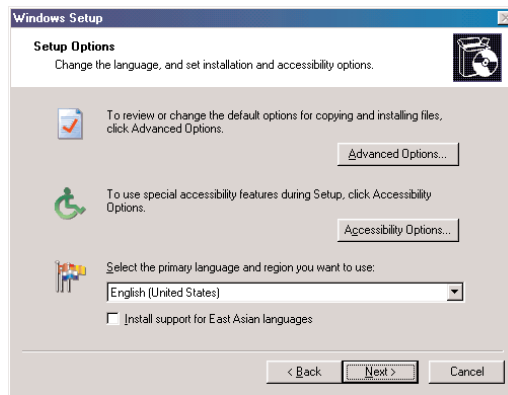 Windows Setup
Setup Options
Change the language, and set installation and accessibility options.
To review or change the default options for copying and installing files,
click Advanced Options.
Advanced Options...
To use special accessibility features during Setup, click Accessibility
Options.
Accessibility Options...
Select the primary language and region you want to use:
English (United States)
Install support for East Asian languages
< Back
Next >
Cancel